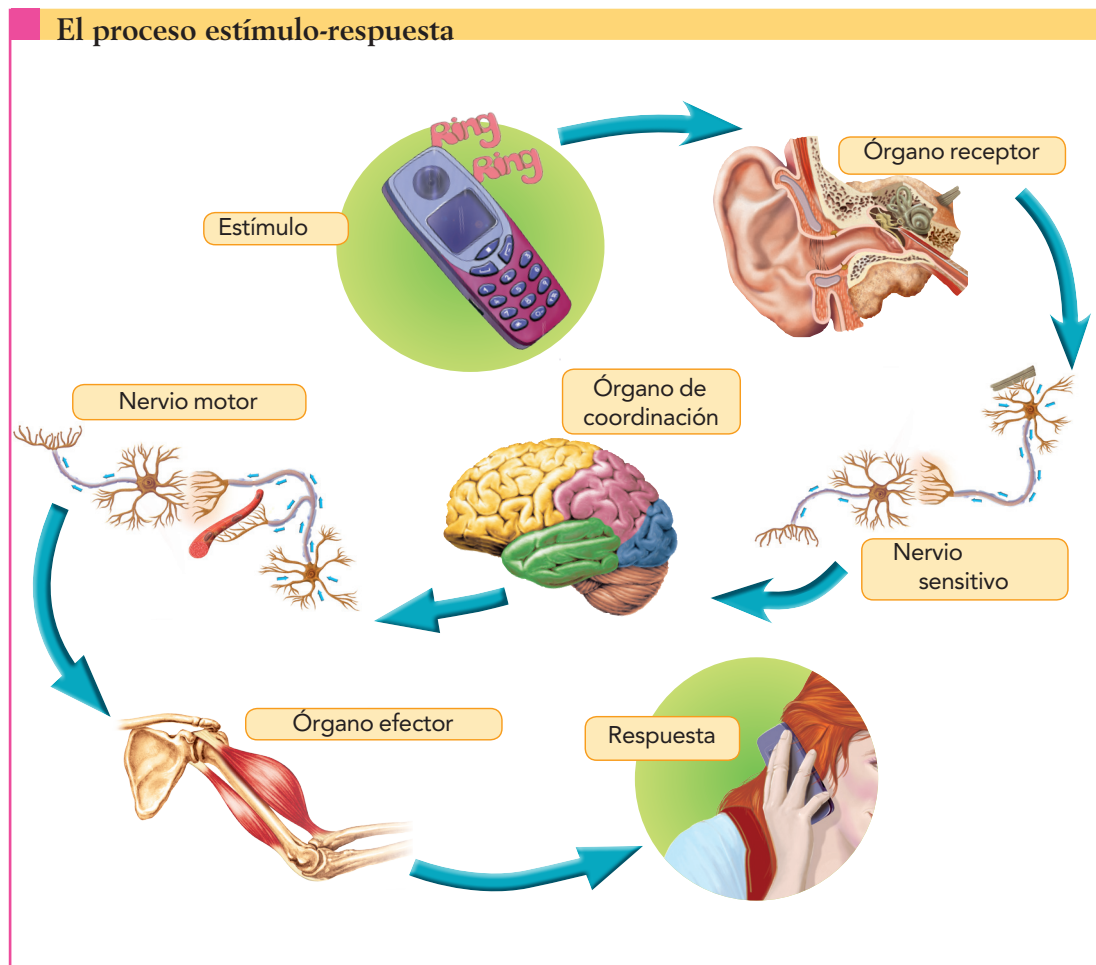 El proceso estímulo-respuesta
Ring
Ring
Estímulo
Órgano receptor
Nervio
sensitivo
Órgano de
coordinación
Nervio motor
Órgano efector
Respuesta